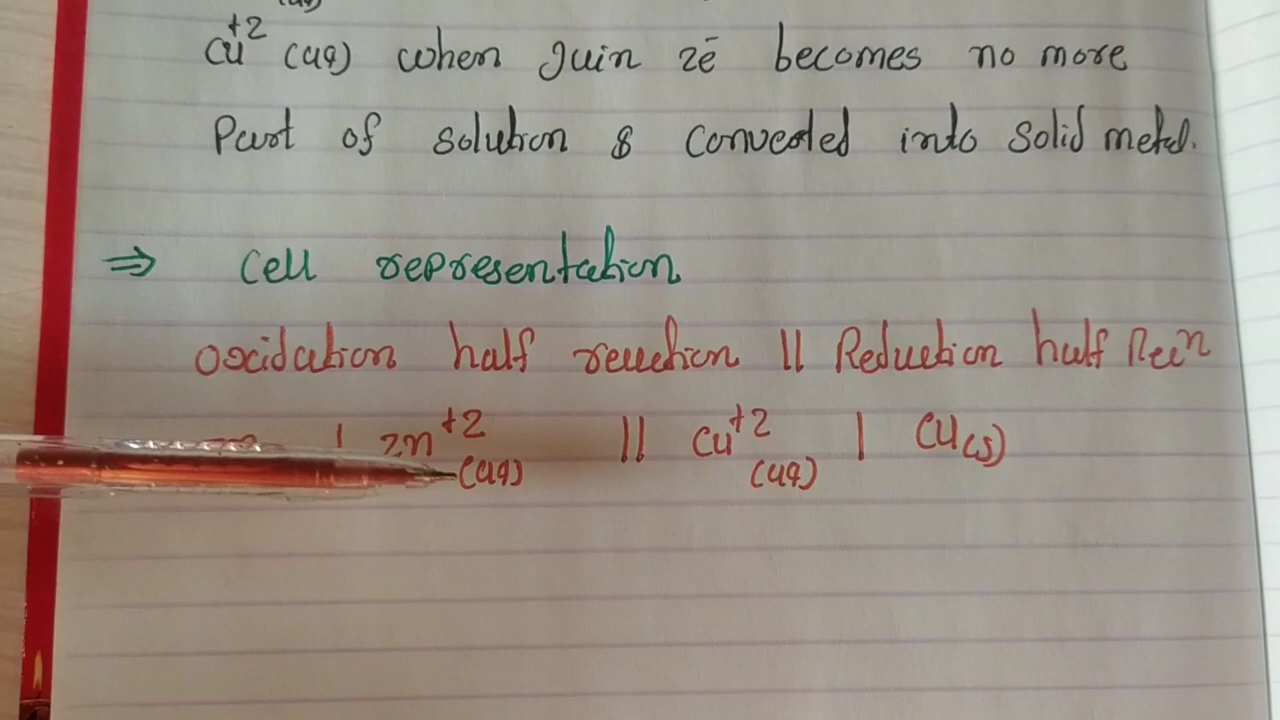 Cu+2 (aq) when gain 2ē becomes no more
Part of solution & converted into solid metal.
⇒ Cell representation
Oxidation half reaction || Reduction half Recn
| Zn+2 (aq) || Cu+2 (aq) | Cu(s)